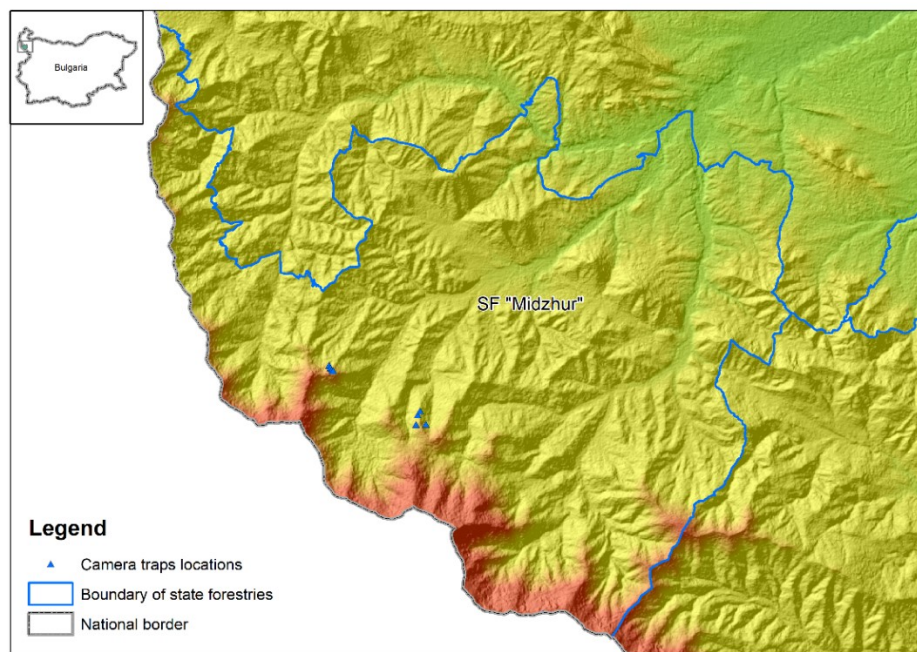 Bulgaria
SF "Midzhur"
Legend
Camera traps locations
Boundary of state forestries
National border